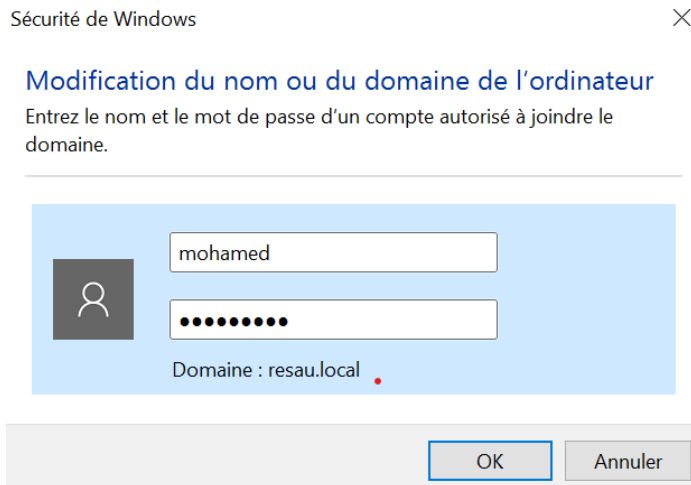 Sécurité de Windows
Modification du nom ou du domaine de l’ordinateur
Entrez le nom et le mot de passe d’un compte autorisé à joindre le
domaine.
mohamed
●●●●●●●●●
Domaine : resau.local
OK
Annuler